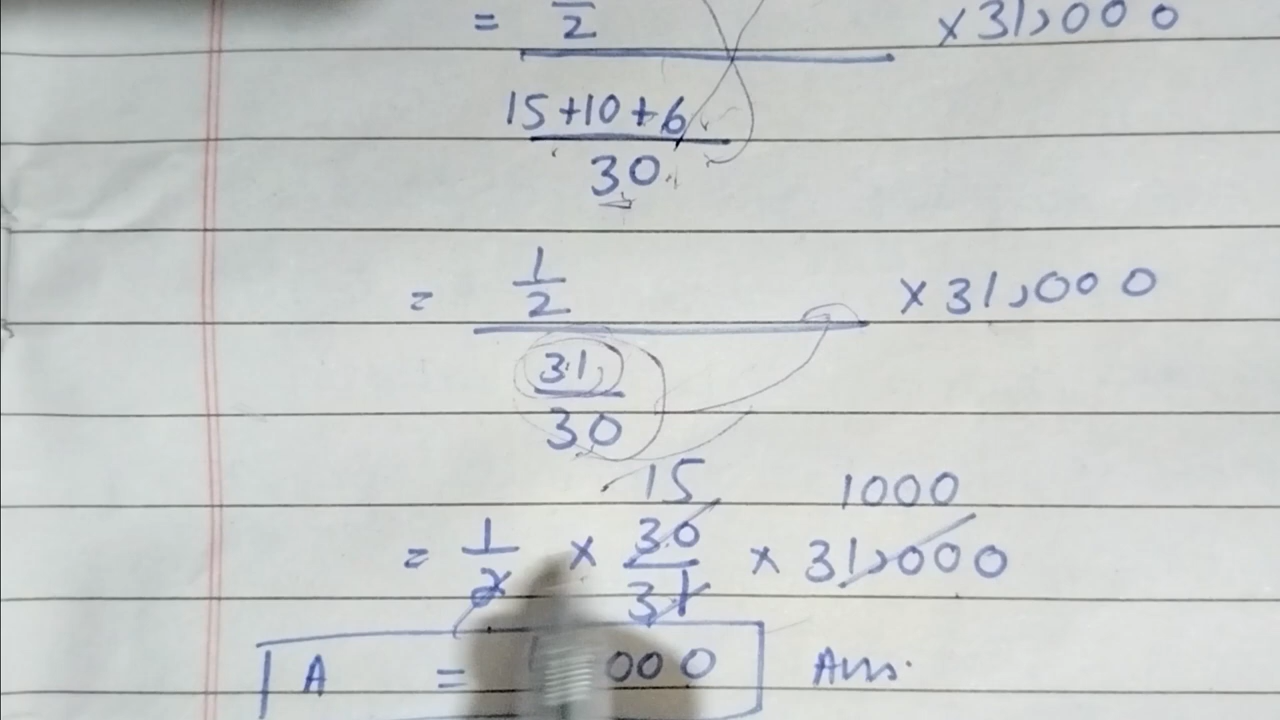 = 2 ×31,000
15+10+6
30
= 1/2 ×31,000
31
30
15 1000
= 1/2 × 30/31 × 31,000
A = 000 Ans.